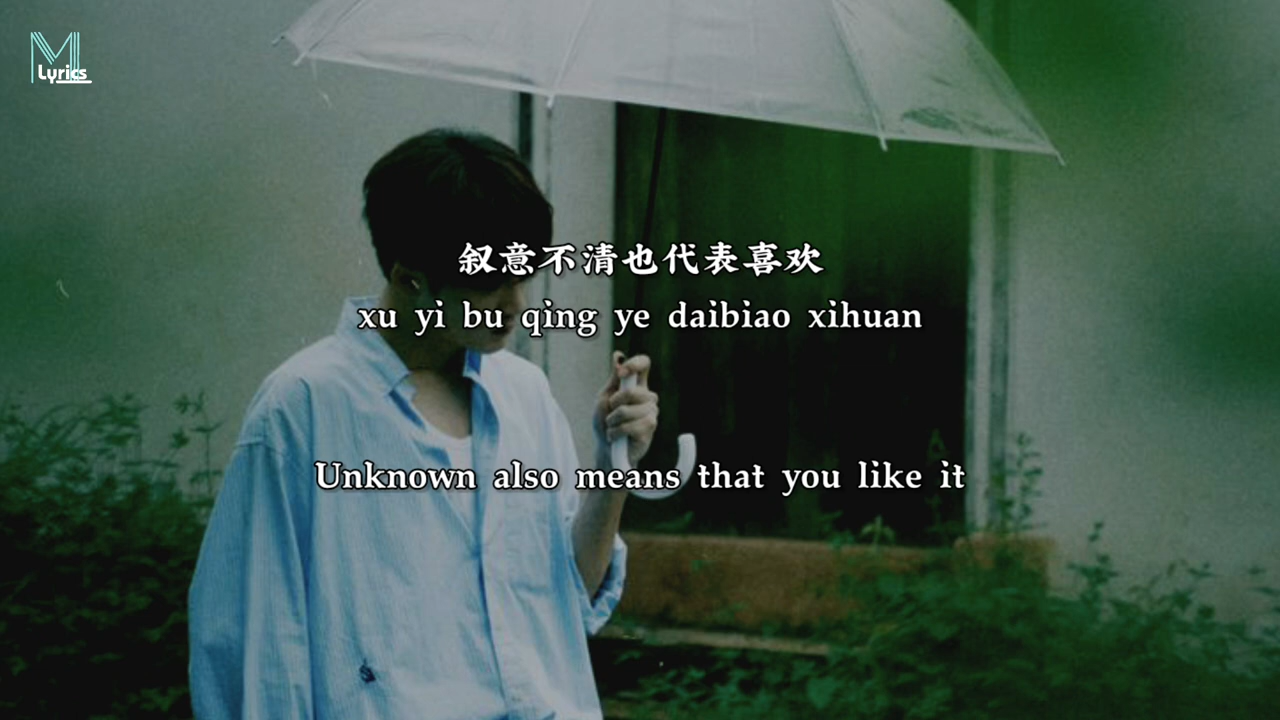 M
Lyrics
叙意不清也代表喜欢
xu yi bu qing ye daibiao xihuan
Unknown also means that you like it